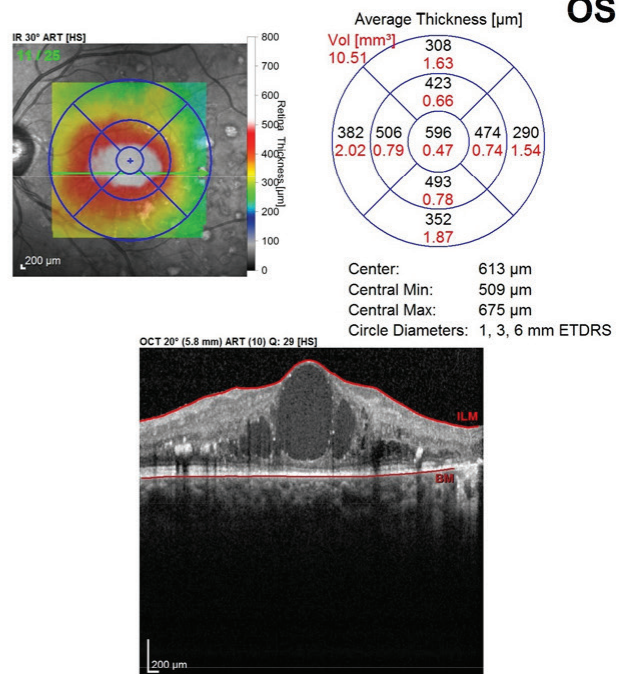 OS
Average Thickness [µm]
IR 30° ART [HS]
11 / 25
800
700
600
500
400
300
200
100
0
Retina Thickness [µm]
200 µm
Vol [mm³]
10.51
308
1.63
423
0.66
382
2.02
506
0.79
596
0.47
474
0.74
290
1.54
493
0.78
352
1.87
Center: 613 µm
Central Min: 509 µm
Central Max: 675 µm
Circle Diameters: 1, 3, 6 mm ETDRS
OCT 20° (5.8 mm) ART (10) Q: 29 [HS]
ILM
BM
200 µm